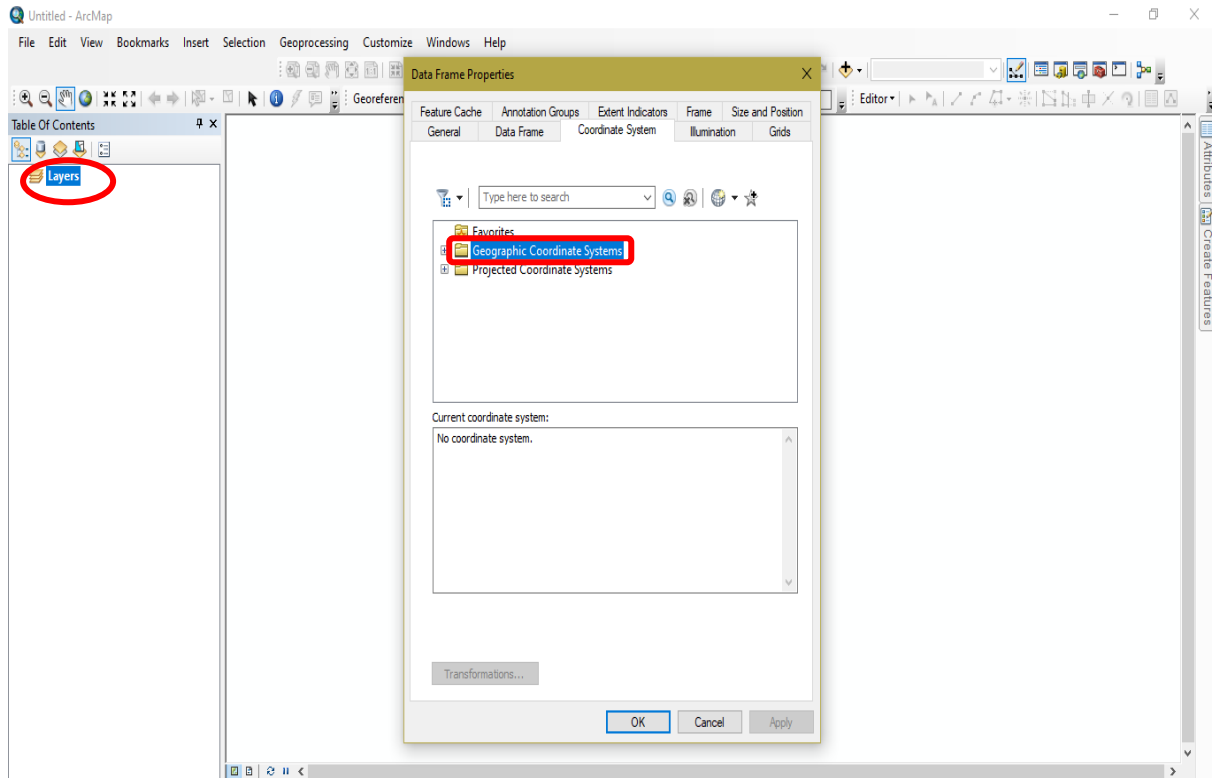 Untitled - ArcMap
File Edit View Bookmarks Insert Selection Geoprocessing Customize Windows Help
Data Frame Properties
Georeferen
Editor
Table Of Contents
Layers
Feature Cache Annotation Groups Extent Indicators Frame Size and Position
General Data Frame Coordinate System Illumination Grids
Type here to search
Favorites
Geographic Coordinate Systems
Projected Coordinate Systems
Current coordinate system:
No coordinate system.
Transformations...
OK Cancel Apply
Attributes
Create Features